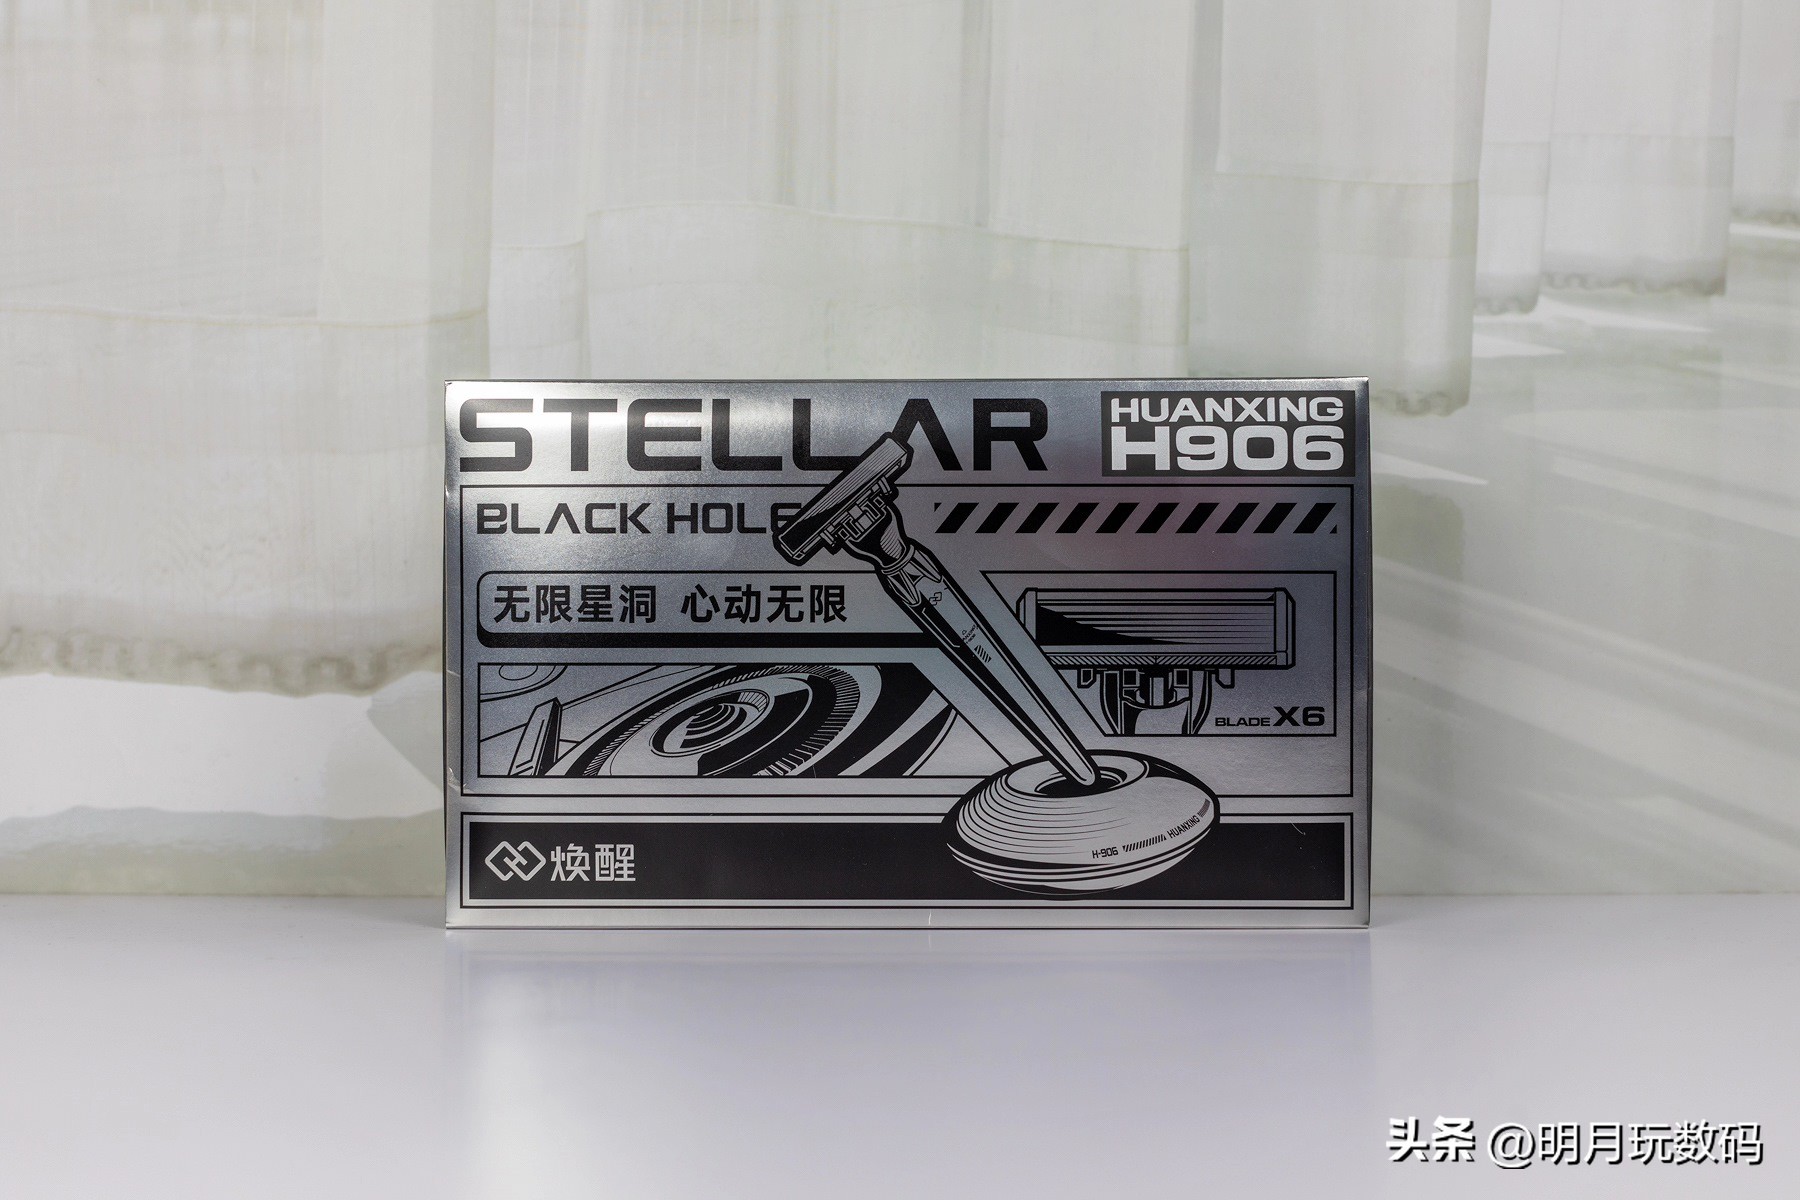 STELLAR
HUANXING
H906
BLACK HOLE
无限星洞 心动无限
BLADE X6
H-906 HUANXING
焕醒
头条 @明月玩数码